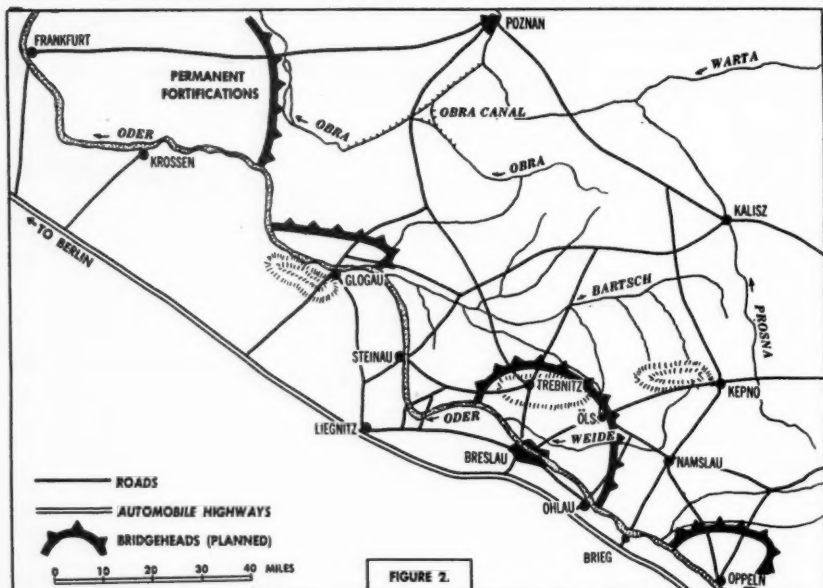 POZNAN
FRANKFURT
WARTA
PERMANENT
FORTIFICATIONS
OBRA CANAL
OBRA
ODER
KROSSEN
OBRA
KALISZ
TO BERLIN
GLOGAU
BARTSCH
PROSNA
STEINAU
TREBNITZ
KEPNO
ÖLS
ODER
LIEGNITZ
WEIDE
BRESLAU
NAMSLAU
ROADS
OHLAU
AUTOMOBILE HIGHWAYS
BRIEG
BRIDGEHEADS (PLANNED)
OPPELN
0 10 20 30 40 MILES
FIGURE 2.